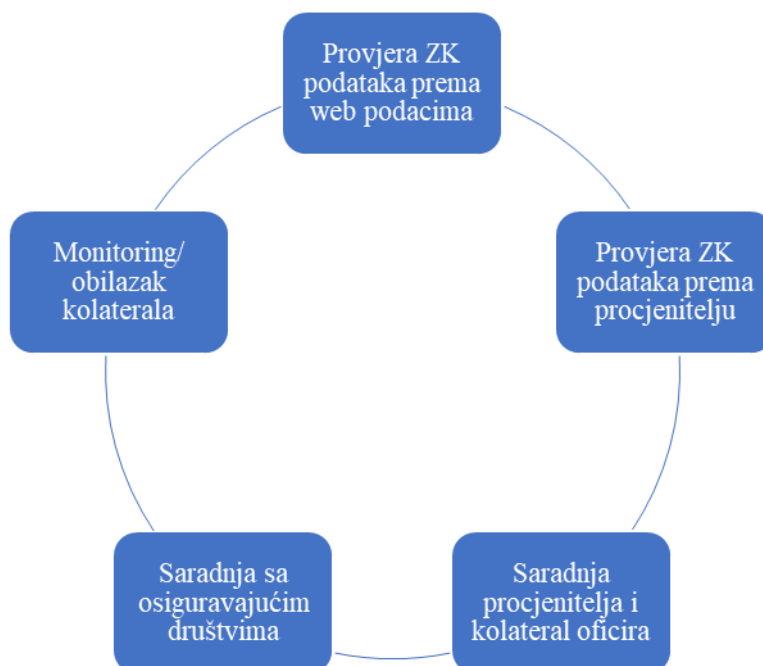 Provjera ZK
podataka prema
web podacima
Provjera ZK
podataka prema
procjenitelju
Saradnja
procjenitelja i
kolateral oficira
Saradnja sa
osiguravajućim
društvima
Monitoring/
obilazak
kolaterala